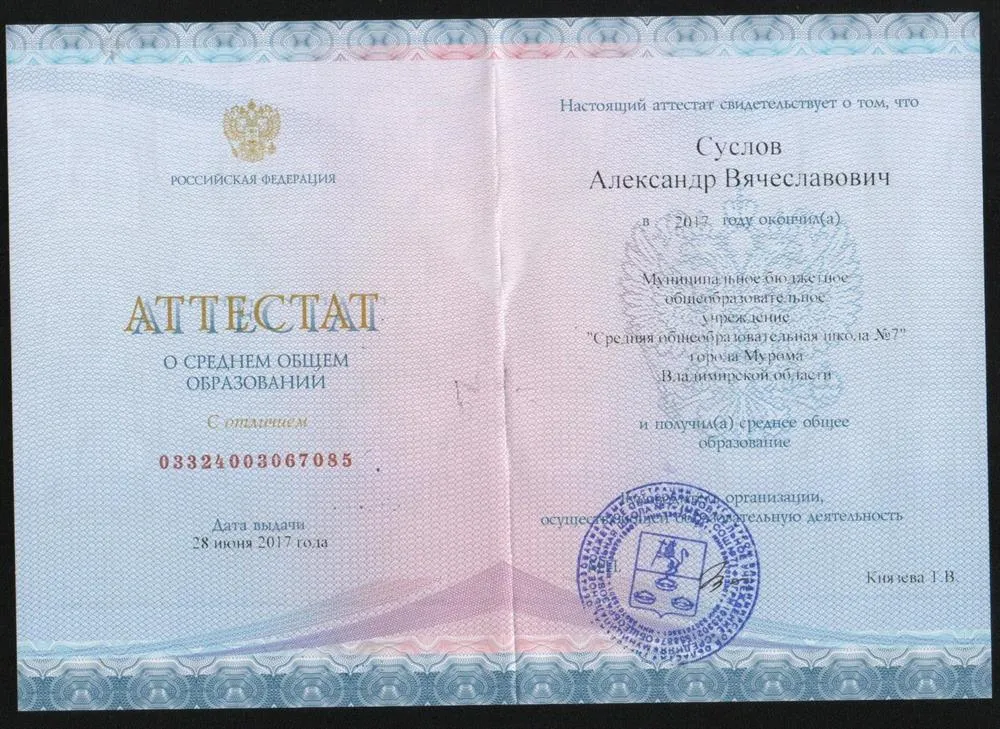 РОССИЙСКАЯ ФЕДЕРАЦИЯ
АТТЕСТАТ
О СРЕДНЕМ ОБЩЕМ
ОБРАЗОВАНИИ
С отличием
03324003067085
Дата выдачи
28 июня 2017 года
Настоящий аттестат свидетельствует о том, что
Суслов
Александр Вячеславович
в 2017 году окончил(а)
Муниципальное бюджетное
общеобразовательное
учреждение
"Средняя общеобразовательная школа №7"
города Мурома
Владимирской области
и получил(а) среднее общее
образование
организации,
деятельность
Князева Г.В.